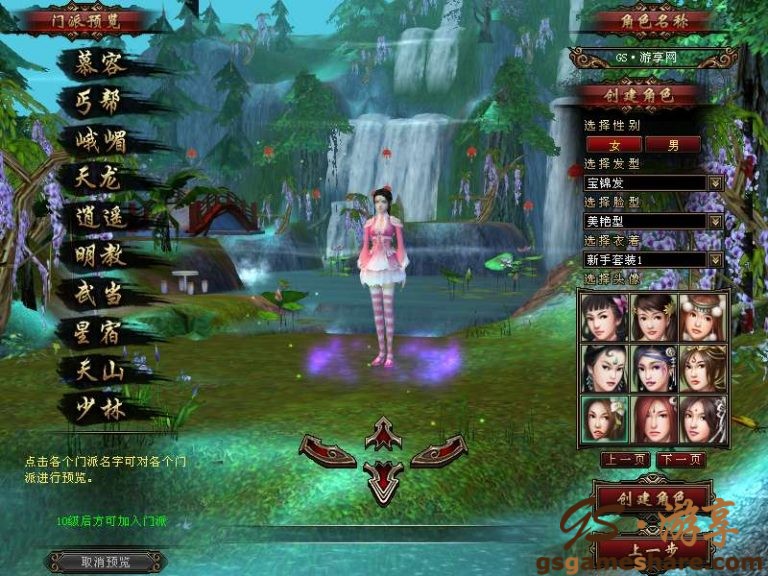 门派预览
慕容
丐帮
峨嵋
天龙
逍遥
明教
武当
星宿
天山
少林
点击各个门派名字可对各个门
派进行预览。
10级后方可加入门派
取消预览
角色名称
GS·游享网
创建角色
选择性别
女 男
选择发型
宝锦发
选择脸型
美艳型
选择衣着
新手套装1
选择头像
上一页 下一页
创建角色
GS·游享
上一步
gsgameshare.com